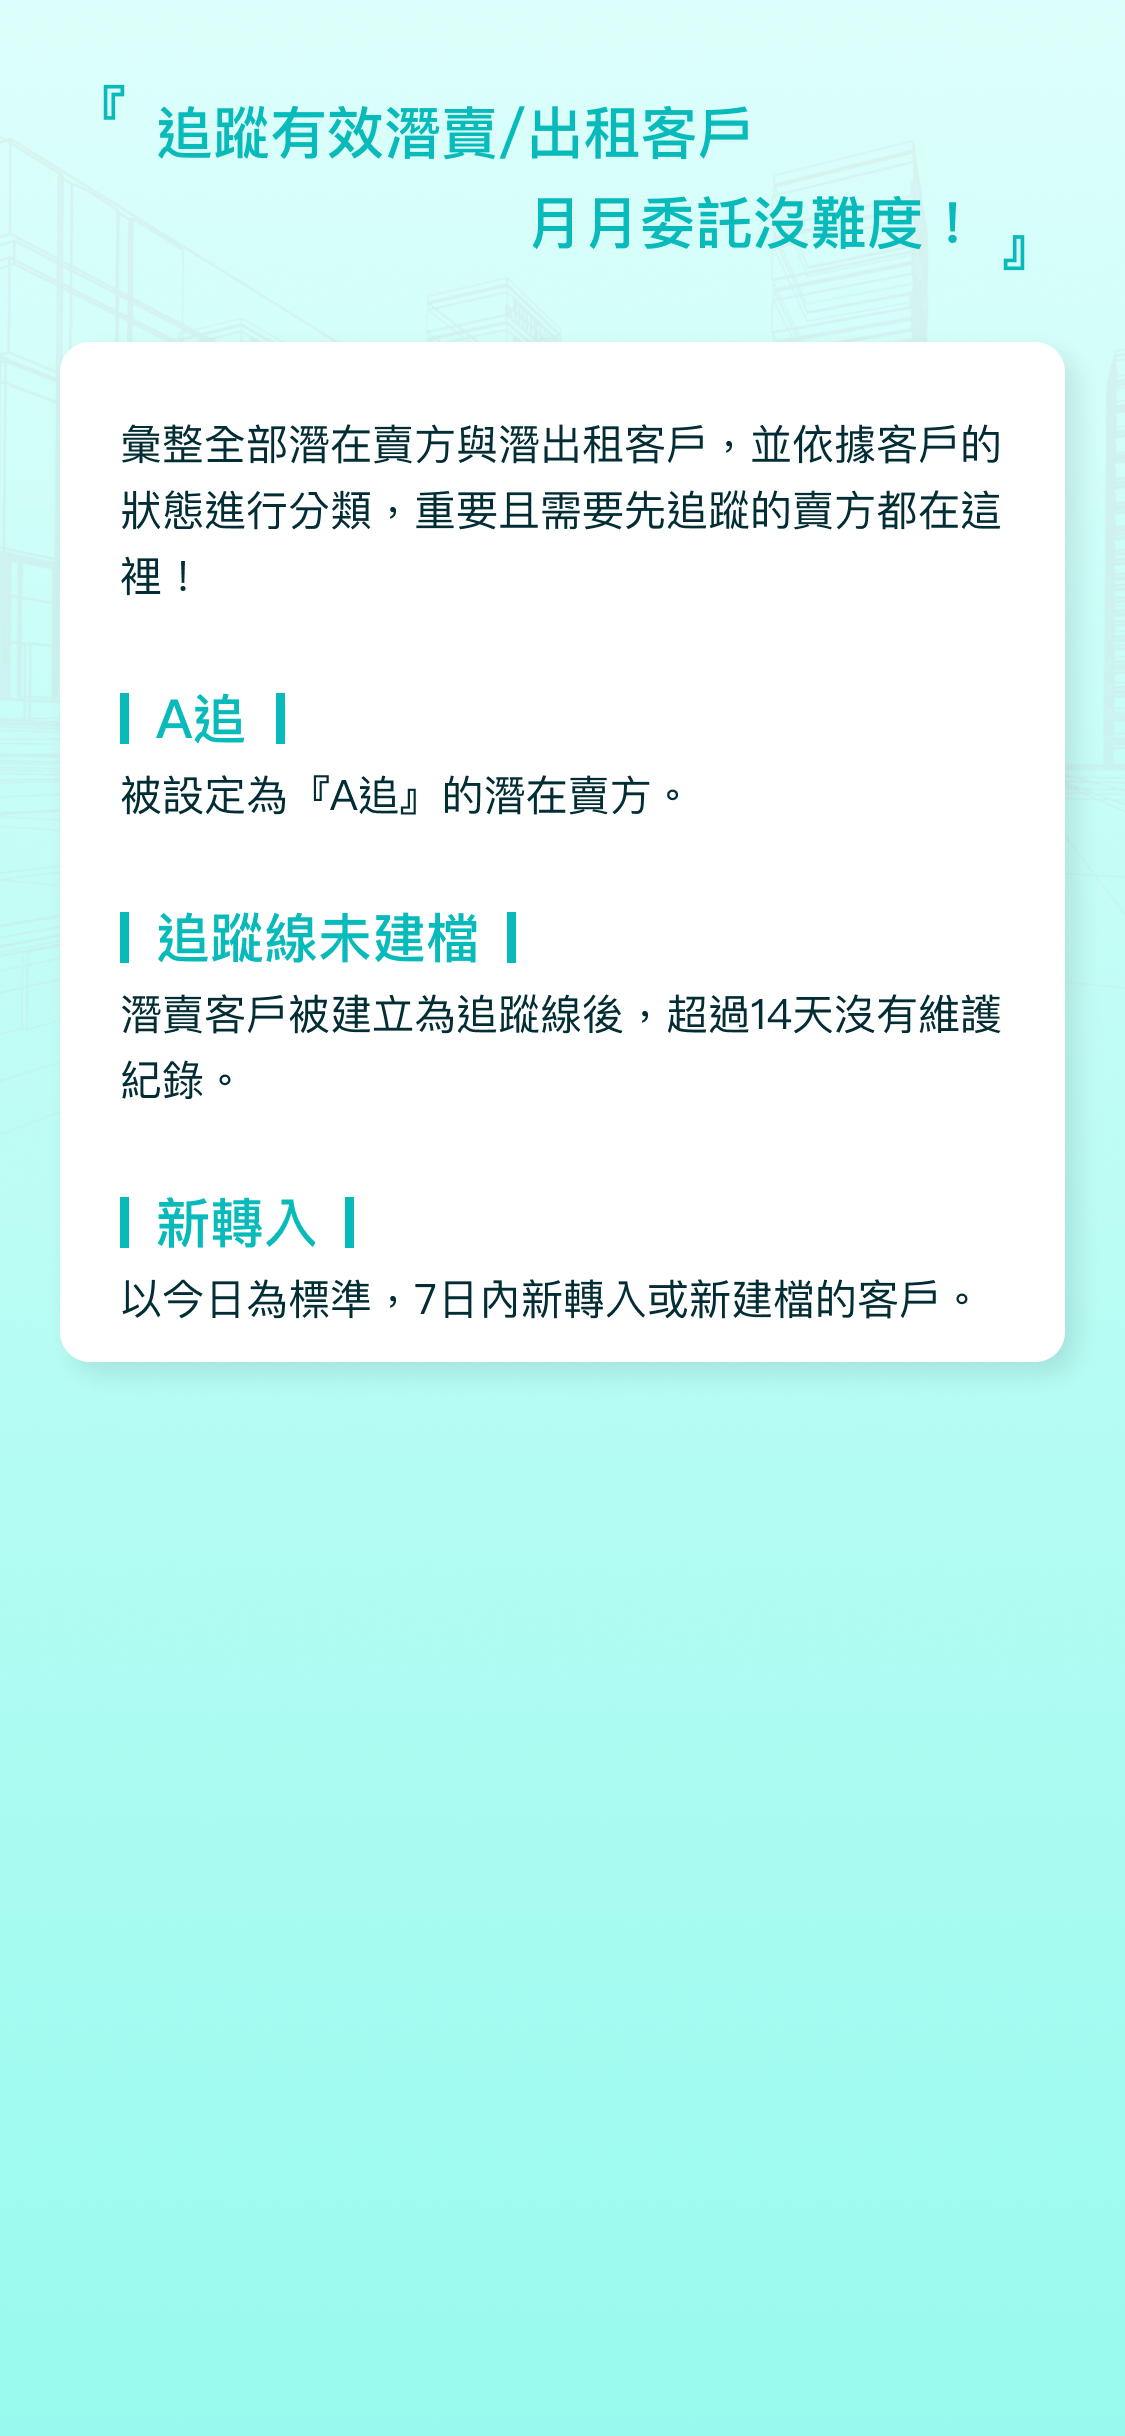 『 追蹤有效潛賣/出租客戶
月月委託沒難度！ 』
彙整全部潛在賣方與潛出租客戶，並依據客戶的
狀態進行分類，重要且需要先追蹤的賣方都在這
裡！
A追
被設定為『A追』的潛在賣方。
追蹤線未建檔
潛賣客戶被建立為追蹤線後，超過14天沒有維護
紀錄。
新轉入
以今日為標準，7日內新轉入或新建檔的客戶。